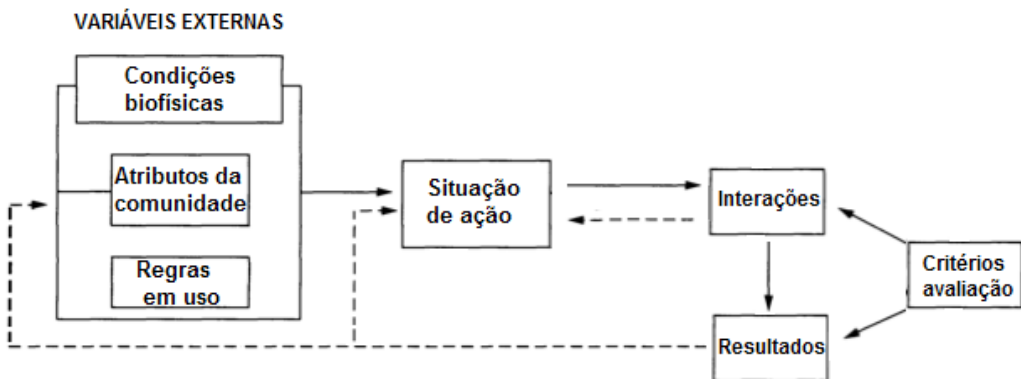 VARIÁVEIS EXTERNAS
Condições
biofísicas
Atributos da
comunidade
Regras
em uso
Situação
de ação
Interações
Resultados
Critérios
avaliação